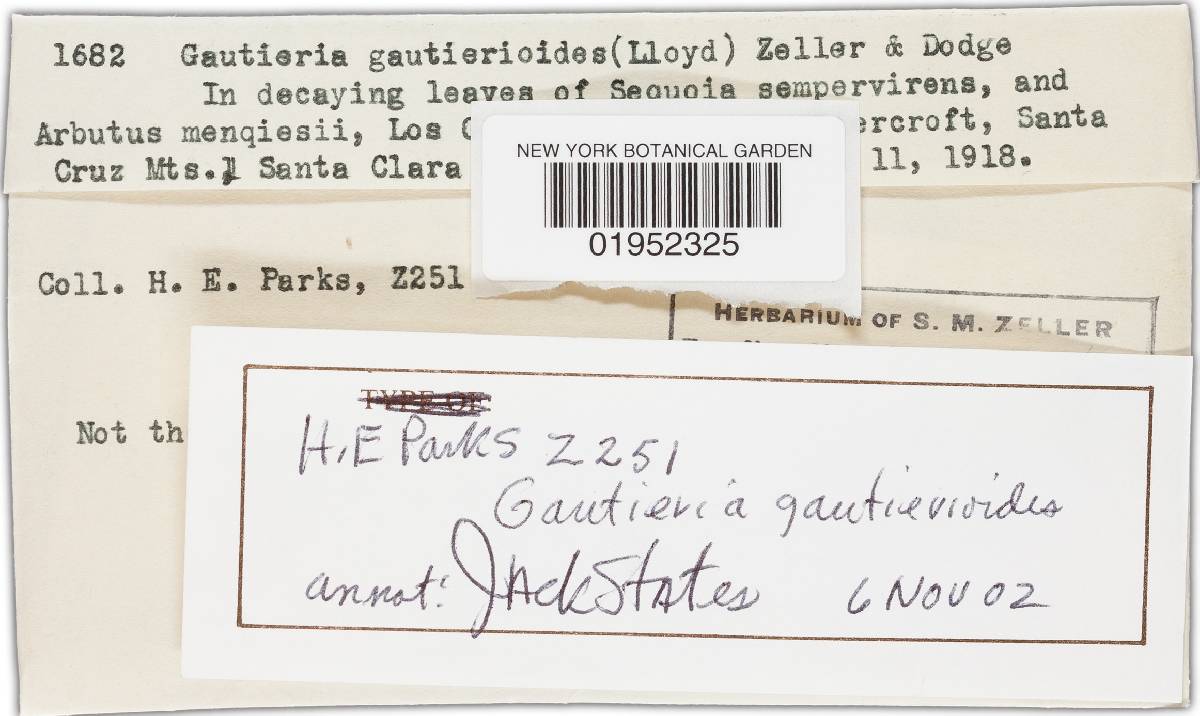 1682 Gautieria gautierioides(Lloyd) Zeller & Dodge
In decaying leaves of Sequoia sempervirens, and
Arbutus menqiesii, Los ercroft, Santa
Cruz Mts., Santa Clara 11, 1918.
NEW YORK BOTANICAL GARDEN
01952325
Coll. H. E. Parks, Z251
HERBARIUM OF S. M. ZELLER
Not th
TYPE OF
H. E Parks Z251
Gautieria gautierioides
annot: Jack States 6 NOV 02